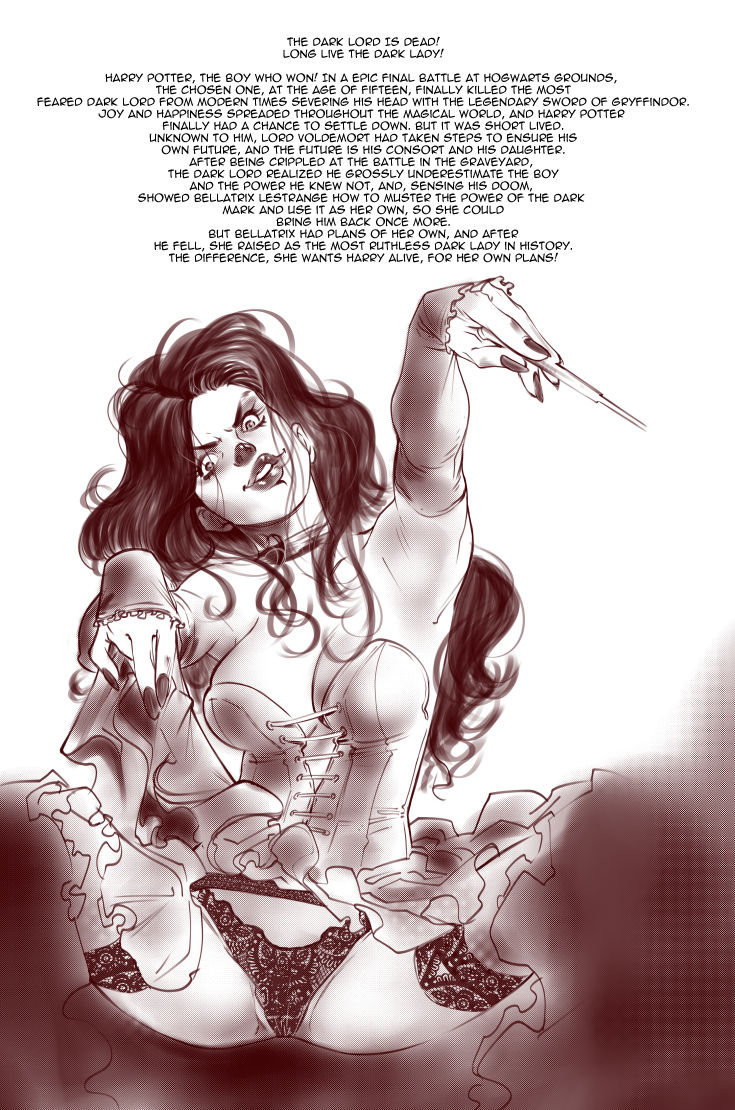 THE DARK LORD IS DEAD!
LONG LIVE THE DARK LADY!
HARRY POTTER, THE BOY WHO WON! IN A EPIC FINAL BATTLE AT HOGWARTS GROUNDS,
THE CHOSEN ONE, AT THE AGE OF FIFTEEN, FINALLY KILLED THE MOST
FEARED DARK LORD FROM MODERN TIMES SEVERING HIS HEAD WITH THE LEGENDARY SWORD OF GRYFFINDOR.
JOY AND HAPPINESS SPREADED THROUGHOUT THE MAGICAL WORLD, AND HARRY POTTER
FINALLY HAD A CHANCE TO SETTLE DOWN. BUT IT WAS SHORT LIVED.
UNKNOWN TO HIM, LORD VOLDEMORT HAD TAKEN STEPS TO ENSURE HIS
OWN FUTURE, AND THE FUTURE IS HIS CONSORT AND HIS DAUGHTER.
AFTER BEING CRIPPLED AT THE BATTLE IN THE GRAVEYARD,
THE DARK LORD REALIZED HE GROSSLY UNDERESTIMATE THE BOY
AND THE POWER HE KNEW NOT, AND, SENSING HIS DOOM,
SHOWED BELLATRIX LESTRANGE HOW TO MUSTER THE POWER OF THE DARK
MARK AND USE IT AS HER OWN, SO SHE COULD
BRING HIM BACK ONCE MORE.
BUT BELLATRIX HAD PLANS OF HER OWN, AND AFTER
HE FELL, SHE RAISED AS THE MOST RUTHLESS DARK LADY IN HISTORY.
THE DIFFERENCE, SHE WANTS HARRY ALIVE, FOR HER OWN PLANS!